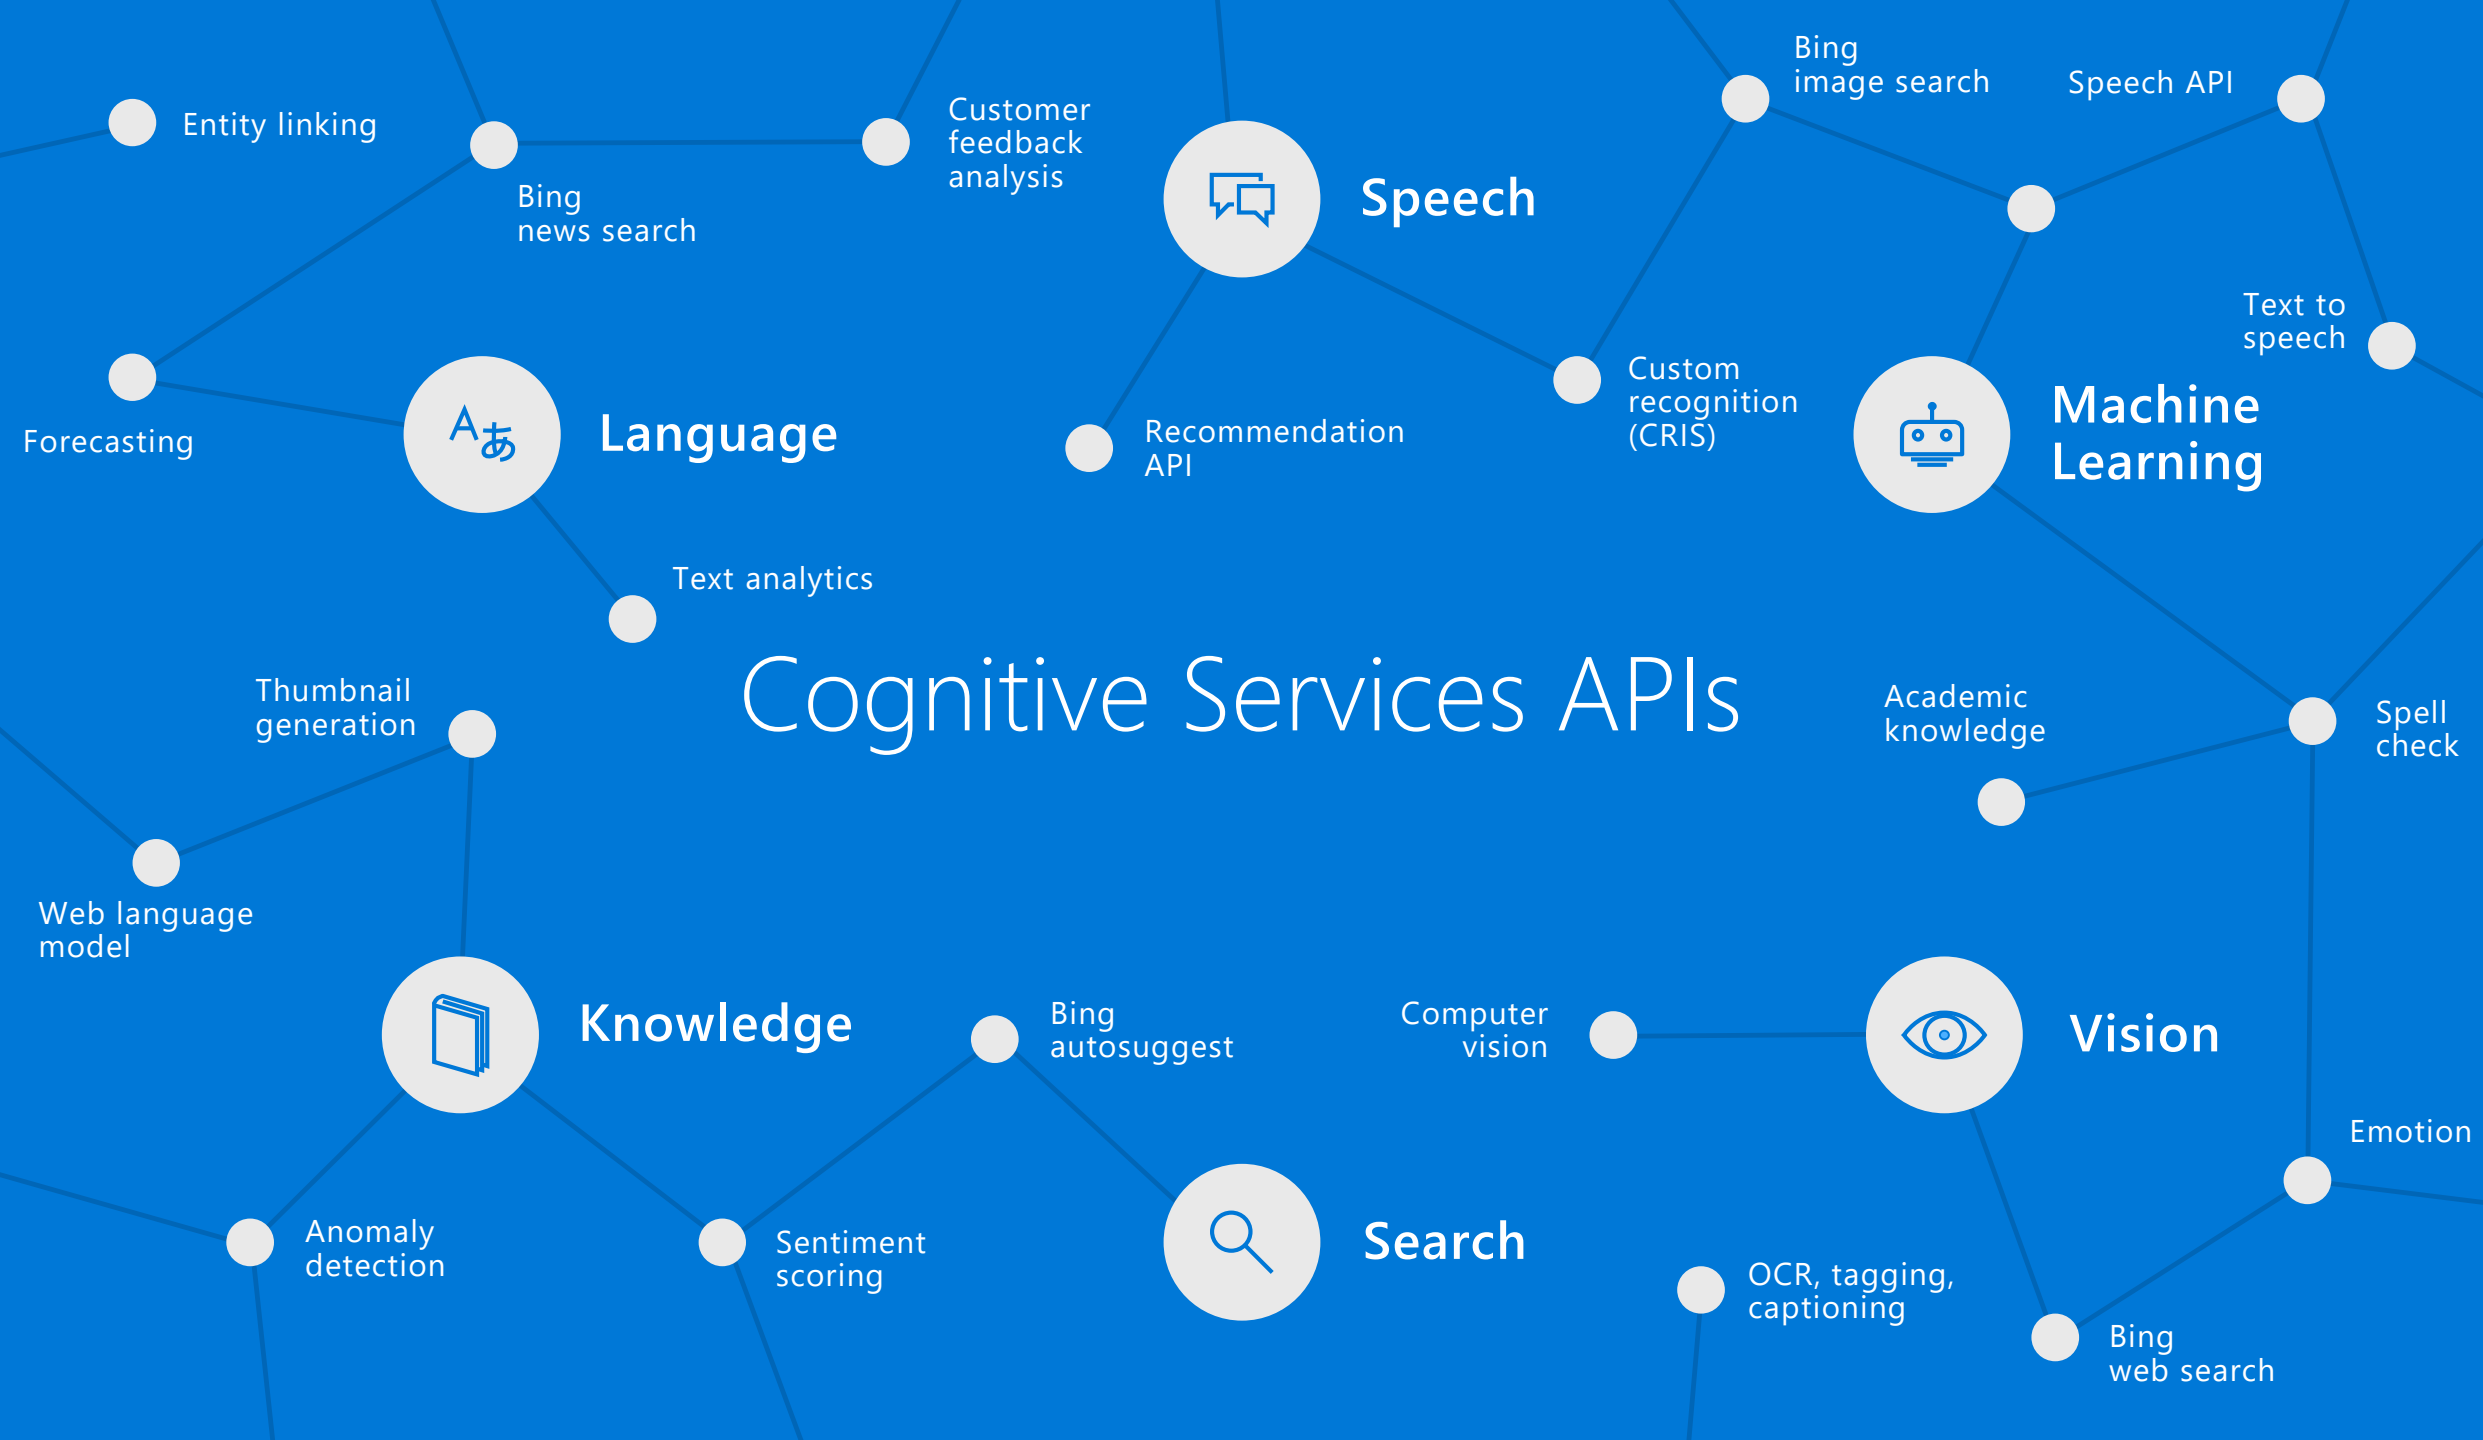 Bing
image search
Speech API
Entity linking
Customer
feedback
analysis
Bing
news search
Speech
Text to
speech
Custom
recognition
(CRIS)
Machine
Learning
Forecasting
Language
Recommendation
API
Text analytics
Thumbnail
generation
Cognitive Services APIs
Academic
knowledge
Spell
check
Web language
model
Knowledge
Bing
autosuggest
Computer
vision
Vision
Emotion
Anomaly
detection
Sentiment
scoring
Search
OCR, tagging,
captioning
Bing
web search
Aあ